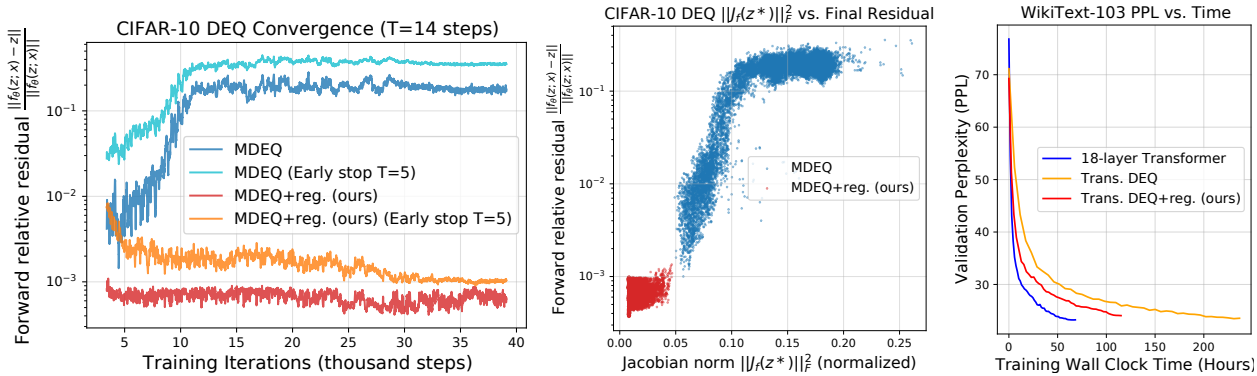 CIFAR-10 DEQ Convergence (T=14 steps)
Forward relative residual ||fθ(z; x) − z|| / ||fθ(z; x)||
10⁻¹
10⁻²
10⁻³
MDEQ
MDEQ (Early stop T=5)
MDEQ+reg. (ours)
MDEQ+reg. (ours) (Early stop T=5)
5 10 15 20 25 30 35 40
Training Iterations (thousand steps)
CIFAR-10 DEQ ||J_f(z*)||²_F vs. Final Residual
Forward relative residual ||fθ(z; x) − z|| / ||fθ(z; x)||
10⁻¹
10⁻²
10⁻³
MDEQ
MDEQ+reg. (ours)
0.00 0.05 0.10 0.15 0.20 0.25
Jacobian norm ||J_f(z*)||²_F (normalized)
WikiText-103 PPL vs. Time
Validation Perplexity (PPL)
70
60
50
40
30
18-layer Transformer
Trans. DEQ
Trans. DEQ+reg. (ours)
0 50 100 150 200
Training Wall Clock Time (Hours)